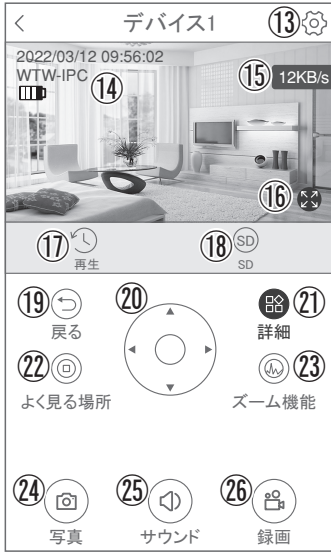 デバイス1 ⑬
2022/03/12 09:56:02
WTW-IPC ⑭
⑮ 12KB/s
⑯
⑰ ⑱ SD
再生 SD
⑲ ⑳ ㉑
戻る 詳細
㉒ ㉓
よく見る場所 ズーム機能
㉔ ㉕ ㉖
写真 サウンド 録画